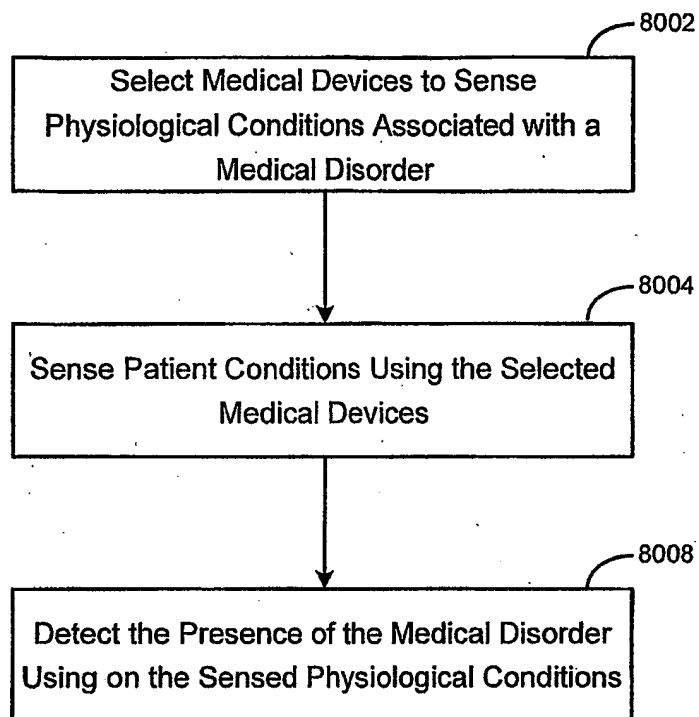 8002
Select Medical Devices to Sense
Physiological Conditions Associated with a
Medical Disorder
8004
Sense Patient Conditions Using the Selected
Medical Devices
8008
Detect the Presence of the Medical Disorder
Using on the Sensed Physiological Conditions